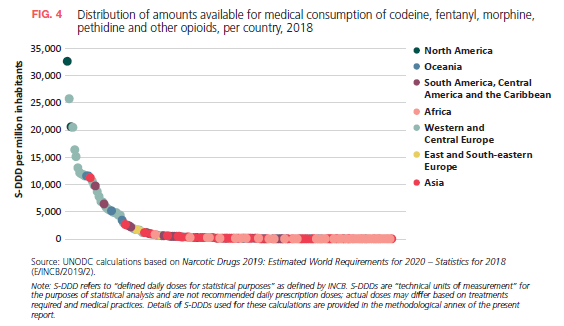 FIG. 4 Distribution of amounts available for medical consumption of codeine, fentanyl, morphine,
pethidine and other opioids, per country, 2018
S-DDD per million inhabitants
35,000
30,000
25,000
20,000
15,000
10,000
5,000
0
North America
Oceania
South America, Central
America and the Caribbean
Africa
Western and
Central Europe
East and South-eastern
Europe
Asia
Source: UNODC calculations based on Narcotic Drugs 2019: Estimated World Requirements for 2020 – Statistics for 2018
(E/INCB/2019/2).
Note: S-DDD refers to “defined daily doses for statistical purposes” as defined by INCB. S-DDDs are “technical units of measurement” for
the purposes of statistical analysis and are not recommended daily prescription doses; actual doses may differ based on treatments
required and medical practices. Details of S-DDDs used for these calculations are provided in the methodological annex of the present
report.